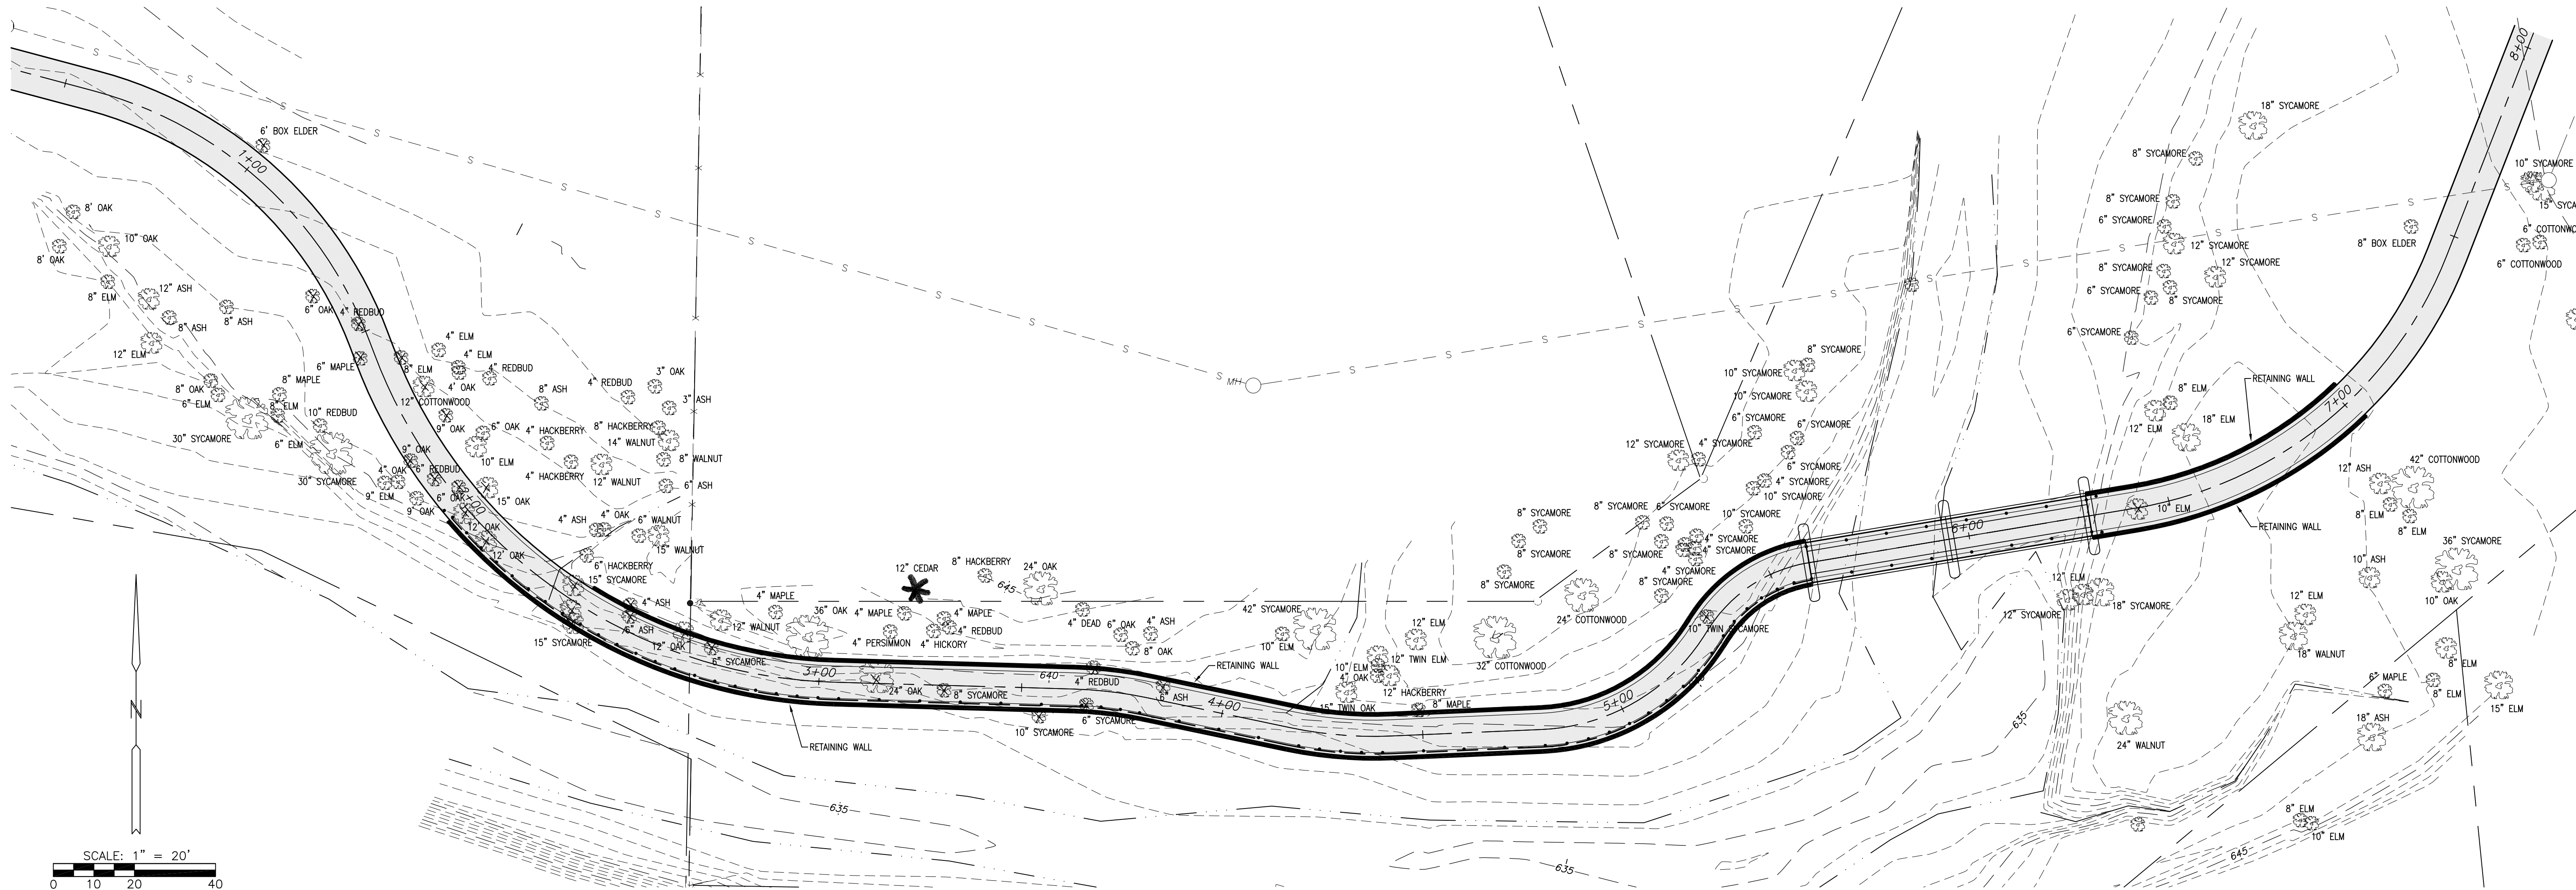 8+00
18" SYCAMORE
6' BOX ELDER
1+00
8" SYCAMORE
10" SYCAMORE
8' OAK
8" SYCAMORE
6" SYCAMORE
10" OAK
12" SYCAMORE
8" BOX ELDER
8' OAK
12" SYCAMORE
8" SYCAMORE
6" COTTONWOOD
12" ASH
8" ELM
6" SYCAMORE
8" SYCAMORE
6" OAK
4" REDBUD
8" ASH
8" ASH
6" SYCAMORE
12" ELM
4" ELM
4" ELM
8" SYCAMORE
6" MAPLE
8" ELM
4" REDBUD
3" OAK
10" SYCAMORE
MH
RETAINING WALL
8" MAPLE
8" OAK
4" OAK
8" ASH
4" REDBUD
8" ELM
10" SYCAMORE
6" ELM
8" ELM
12" COTTONWOOD
3" ASH
7+00
10" REDBUD
9" OAK
6" OAK
8" HACKBERRY
6" SYCAMORE
6" SYCAMORE
18" ELM
12" ELM
30" SYCAMORE
6" ELM
4" HACKBERRY
14" WALNUT
4" SYCAMORE
9" OAK
10" ELM
8" WALNUT
12" SYCAMORE
42" COTTONWOOD
4" OAK
6" REDBUD
6" SYCAMORE
12" ASH
30" SYCAMORE
4" HACKBERRY
12" WALNUT
6" ASH
4" SYCAMORE
9" ELM
6" OAK
15" OAK
10" SYCAMORE
9' OAK
8" SYCAMORE
8" SYCAMORE
6" SYCAMORE
10" ELM
8" ELM
12' OAK
4" ASH
4" OAK
6" WALNUT
10" SYCAMORE
6+00
RETAINING WALL
8" ELM
12' OAK
15" WALNUT
8" SYCAMORE
8" SYCAMORE
4" SYCAMORE
4" SYCAMORE
36" SYCAMORE
6" HACKBERRY
12" CEDAR
8" HACKBERRY
24" OAK
8" SYCAMORE
4" SYCAMORE
10" ASH
15" SYCAMORE
645
8" SYCAMORE
12" ELM
4" MAPLE
12" SYCAMORE
18" SYCAMORE
10" OAK
4" ASH
36" OAK
4" MAPLE
4" MAPLE
42" SYCAMORE
24" COTTONWOOD
12" ELM
6" ASH
12" WALNUT
4" PERSIMMON
4" HICKORY
4" REDBUD
4" DEAD
6" OAK
4" ASH
12" ELM
10" TWIN SYCAMORE
15" SYCAMORE
12" OAK
8" OAK
10" ELM
18" WALNUT
6" SYCAMORE
12" TWIN ELM
32" COTTONWOOD
8" ELM
3+00
640
RETAINING WALL
10" ELM
4" OAK
6" MAPLE
4" REDBUD
24" OAK
8" SYCAMORE
6" ASH
12" HACKBERRY
8" ELM
4+00
15" TWIN OAK
8" MAPLE
5+00
15" ELM
6" SYCAMORE
635
18" ASH
10" SYCAMORE
RETAINING WALL
24" WALNUT
N
635
8" ELM
10" ELM
SCALE: 1" = 20'
635
645
0 10 20 40